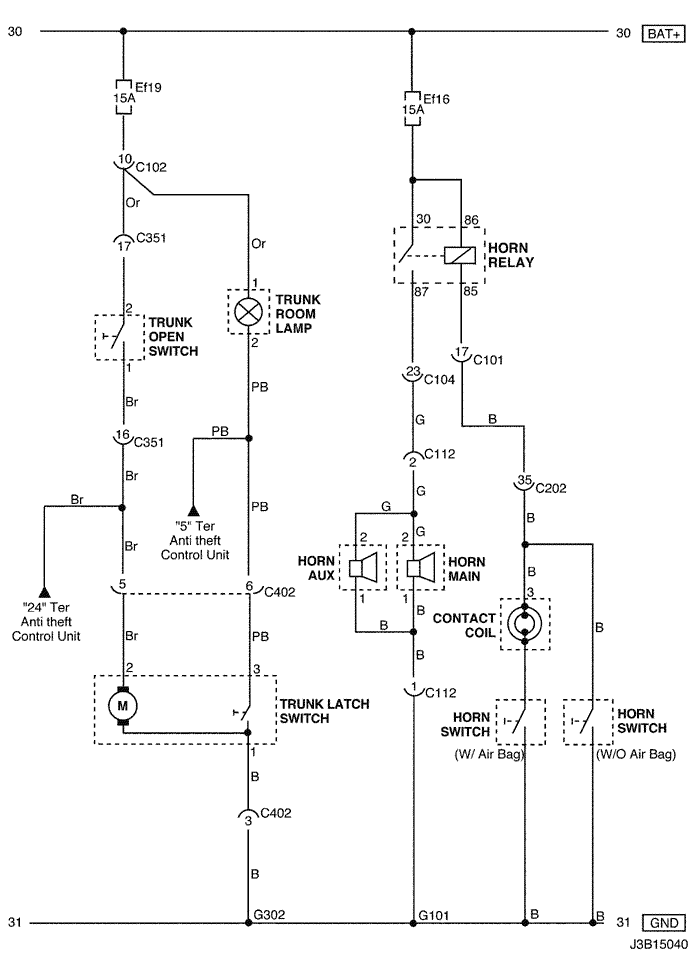 30
30 BAT+
Ef19
15A
Ef16
15A
10 C102
Or
17 C351
Or
30 86
HORN
RELAY
87 85
1
TRUNK
ROOM
LAMP
2
2
TRUNK
OPEN
SWITCH
1
17 C101
23 C104
Br
PB
G
B
16 C351
PB
C112
2
Br
35 C202
G
Br
PB
G
B
"5" Ter
Anti theft
Control Unit
Br
G
2
2
HORN
AUX
HORN
MAIN
1
1
B
3
5
6 C402
"24" Ter
Anti theft
Control Unit
B
CONTACT
COIL
Br
PB
B
B
B
2
3
1 C112
M
TRUNK LATCH
SWITCH
HORN
SWITCH
(W/ Air Bag)
HORN
SWITCH
(W/O Air Bag)
1
B
C402
3
B
31
G302
G101
B
B
31 GND
J3B15040